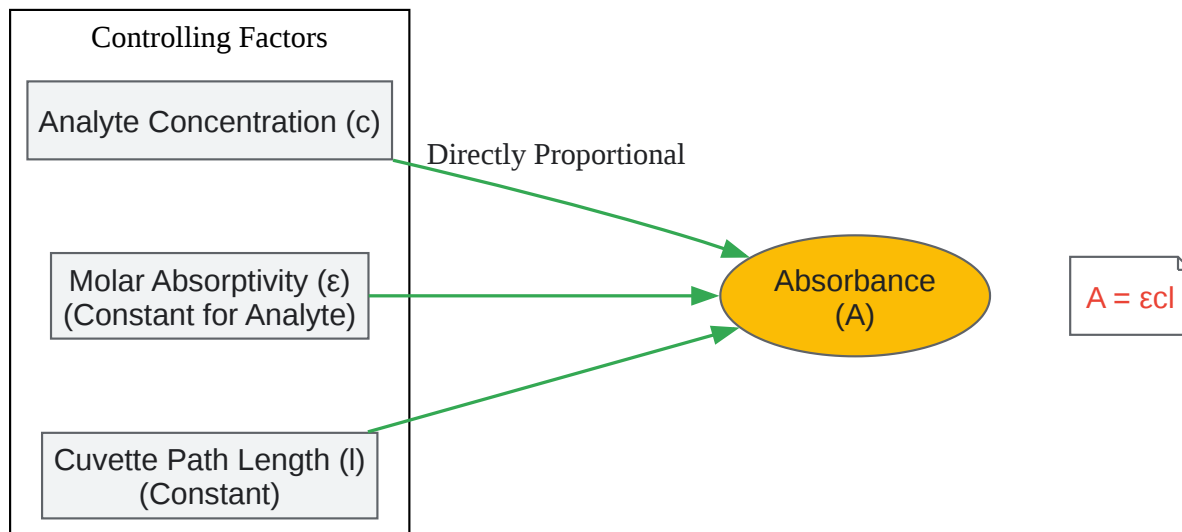 Controlling Factors
Analyte Concentration (c)
Directly Proportional
Molar Absorptivity (ε)
(Constant for Analyte)
Absorbance
(A)
A = εcl
Cuvette Path Length (l)
(Constant)